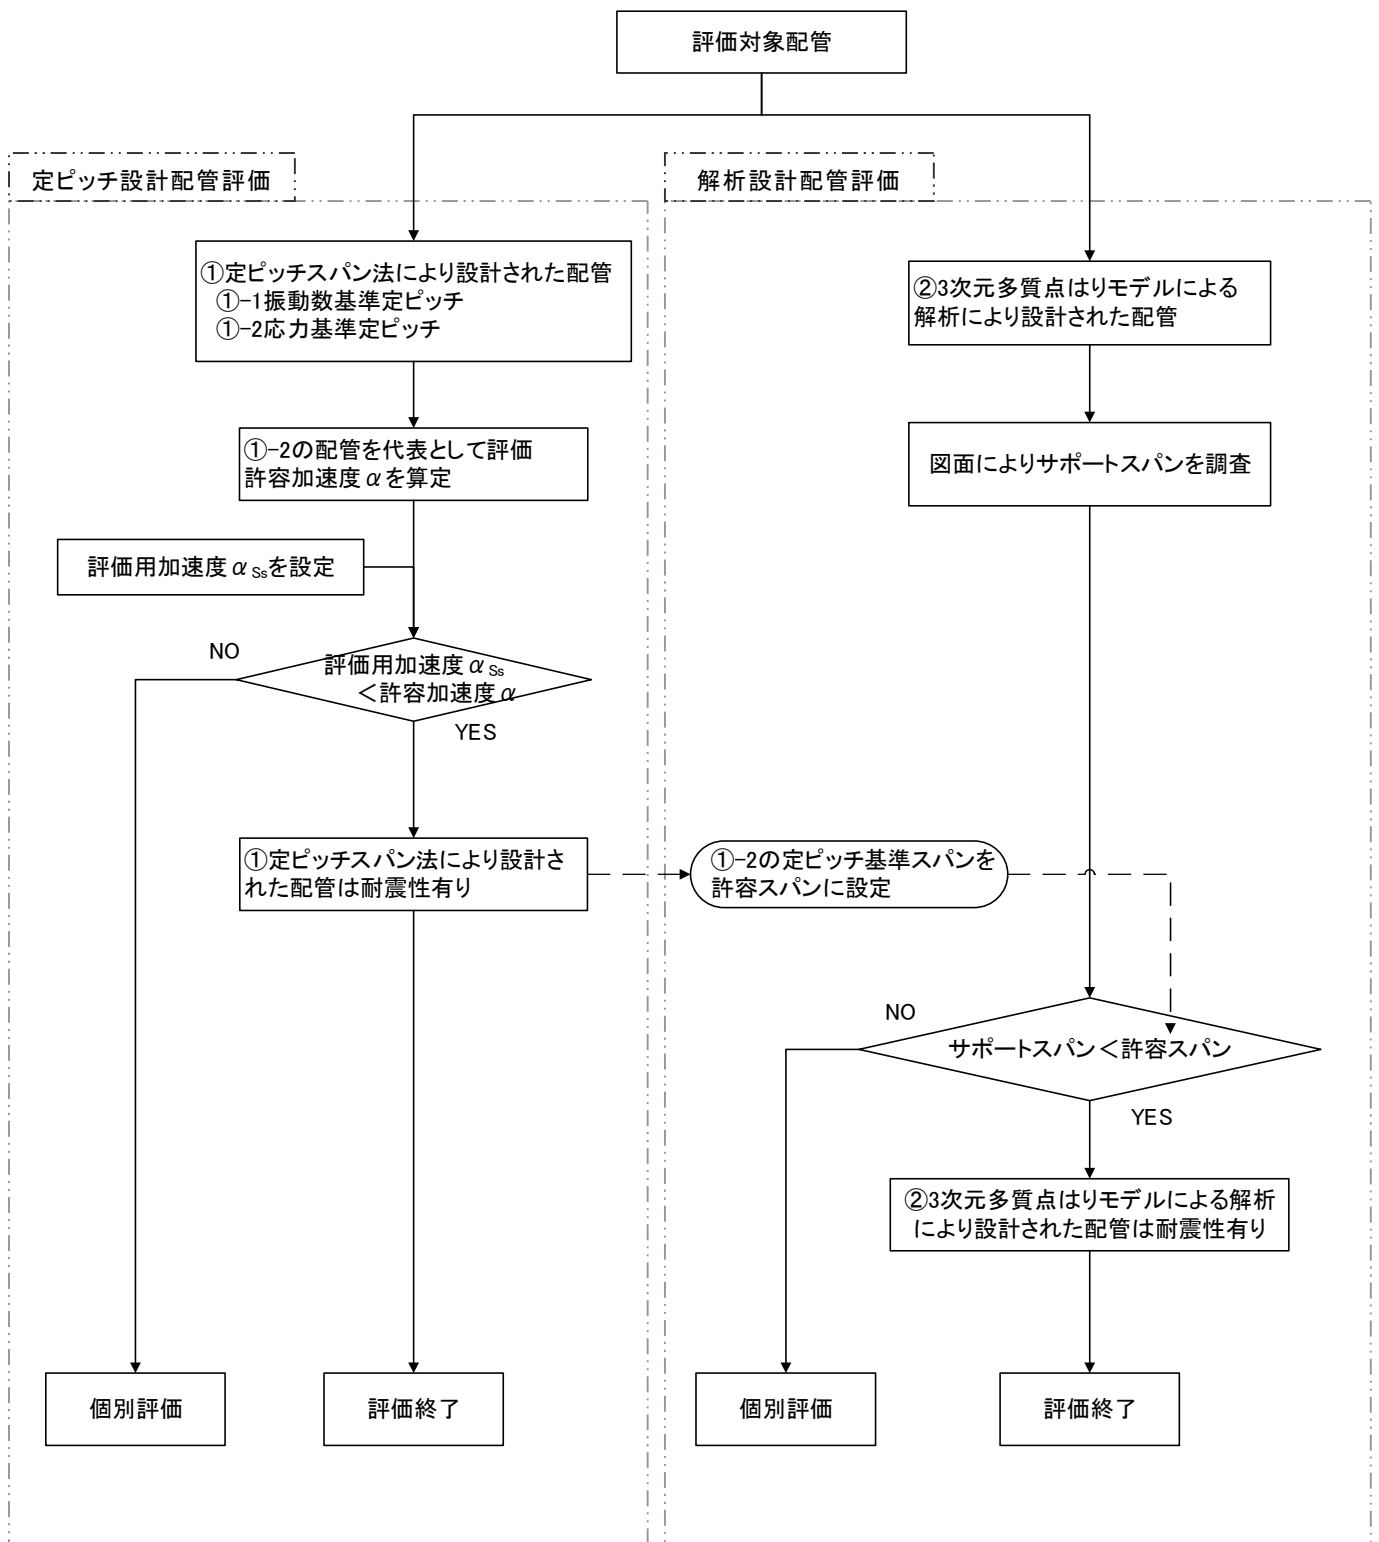 評価対象配管
定ピッチ設計配管評価
①定ピッチスパン法により設計された配管
①-1振動数基準定ピッチ
①-2応力基準定ピッチ
①-2の配管を代表として評価
許容加速度αを算定
評価用加速度αSsを設定
NO
評価用加速度αSs
＜許容加速度α
YES
①定ピッチスパン法により設計さ
れた配管は耐震性有り
個別評価
評価終了
解析設計配管評価
②3次元多質点はりモデルによる
解析により設計された配管
図面によりサポートスパンを調査
①-2の定ピッチ基準スパンを
許容スパンに設定
NO
サポートスパン＜許容スパン
YES
②3次元多質点はりモデルによる解析
により設計された配管は耐震性有り
個別評価
評価終了